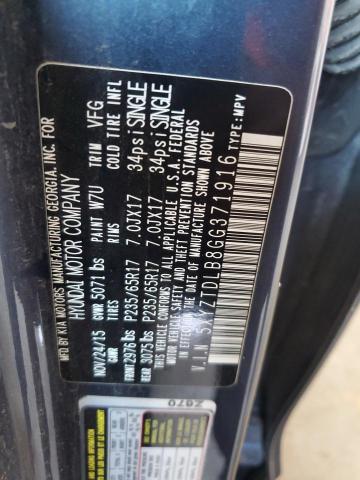 MFG.BY KIA MOTORS MANUFACTURING GEORGIA, INC. FOR
HYUNDAI MOTOR COMPANY
NOV/24/15 PAINT W7U TRIM VFG
GVWR 5071 lbs
GAWR TIRES RIMS COLD TIRE INFL
FRONT 2976 lbs P235/65R17 7.0JX17 34psi SINGLE
REAR 3075 lbs P235/65R17 7.0JX17 34psi SINGLE
THIS VEHICLE CONFORMS TO ALL APPLICABLE U.S.A. FEDERAL
MOTOR VEHICLE SAFETY, BUMPER, AND THEFT PREVENTION
STANDARDS IN EFFECT ON THE DATE OF MANUFACTURE SHOWN ABOVE.
V.I.N 5XYZTDLB8GG371916 TYPE:MPV
Z870